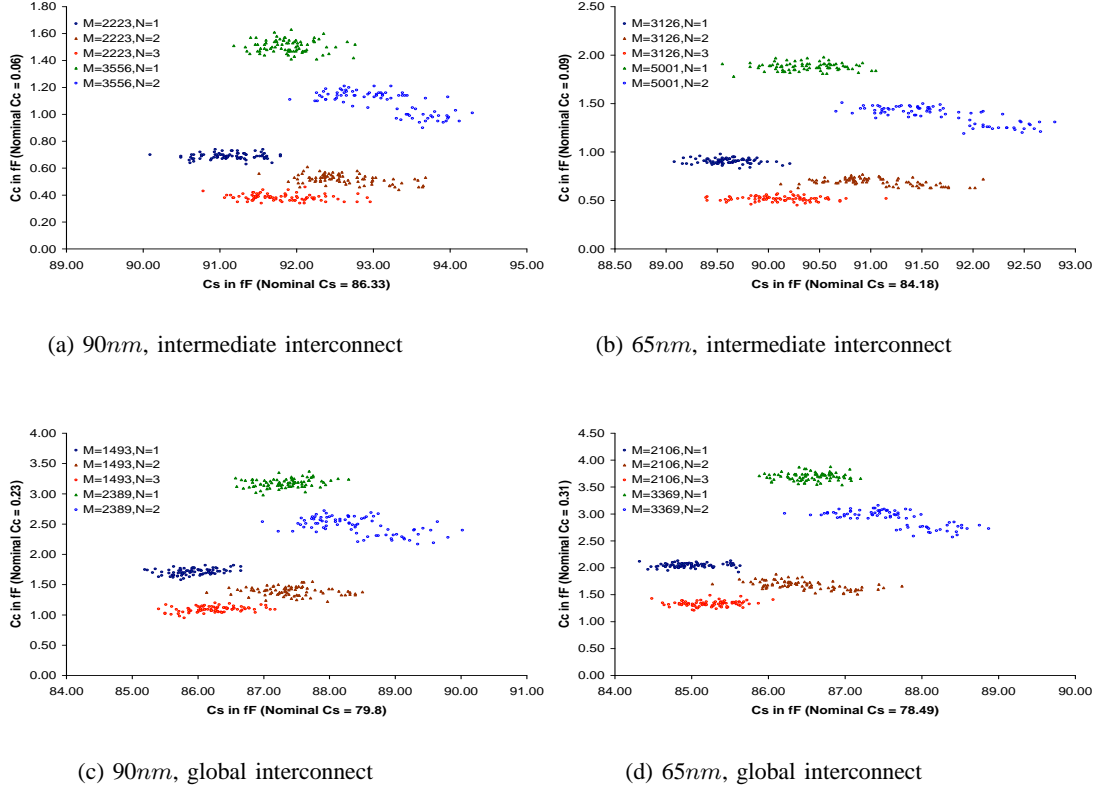 1.80
1.60
1.40
1.20
1.00
0.80
0.60
0.40
0.20
0.00
Cc in fF (Nominal Cc = 0.06)
M=2223,N=1
M=2223,N=2
M=2223,N=3
M=3556,N=1
M=3556,N=2
89.00 90.00 91.00 92.00 93.00 94.00 95.00
Cs in fF (Nominal Cs = 86.33)
(a) 90nm, intermediate interconnect
2.50
2.00
1.50
1.00
0.50
0.00
Cc in fF (Nominal Cc = 0.09)
M=3126,N=1
M=3126,N=2
M=3126,N=3
M=5001,N=1
M=5001,N=2
88.50 89.00 89.50 90.00 90.50 91.00 91.50 92.00 92.50 93.00
Cs in fF (Nominal Cs = 84.18)
(b) 65nm, intermediate interconnect
4.00
3.50
3.00
2.50
2.00
1.50
1.00
0.50
0.00
Cc in fF (Nominal Cc = 0.23)
M=1493,N=1
M=1493,N=2
M=1493,N=3
M=2389,N=1
M=2389,N=2
84.00 85.00 86.00 87.00 88.00 89.00 90.00 91.00
Cs in fF (Nominal Cs = 79.8)
(c) 90nm, global interconnect
4.50
4.00
3.50
3.00
2.50
2.00
1.50
1.00
0.50
0.00
Cc in fF (Nominal Cc = 0.31)
M=2106,N=1
M=2106,N=2
M=2106,N=3
M=3369,N=1
M=3369,N=2
84.00 85.00 86.00 87.00 88.00 89.00 90.00
Cs in fF (Nominal Cs = 78.49)
(d) 65nm, global interconnect